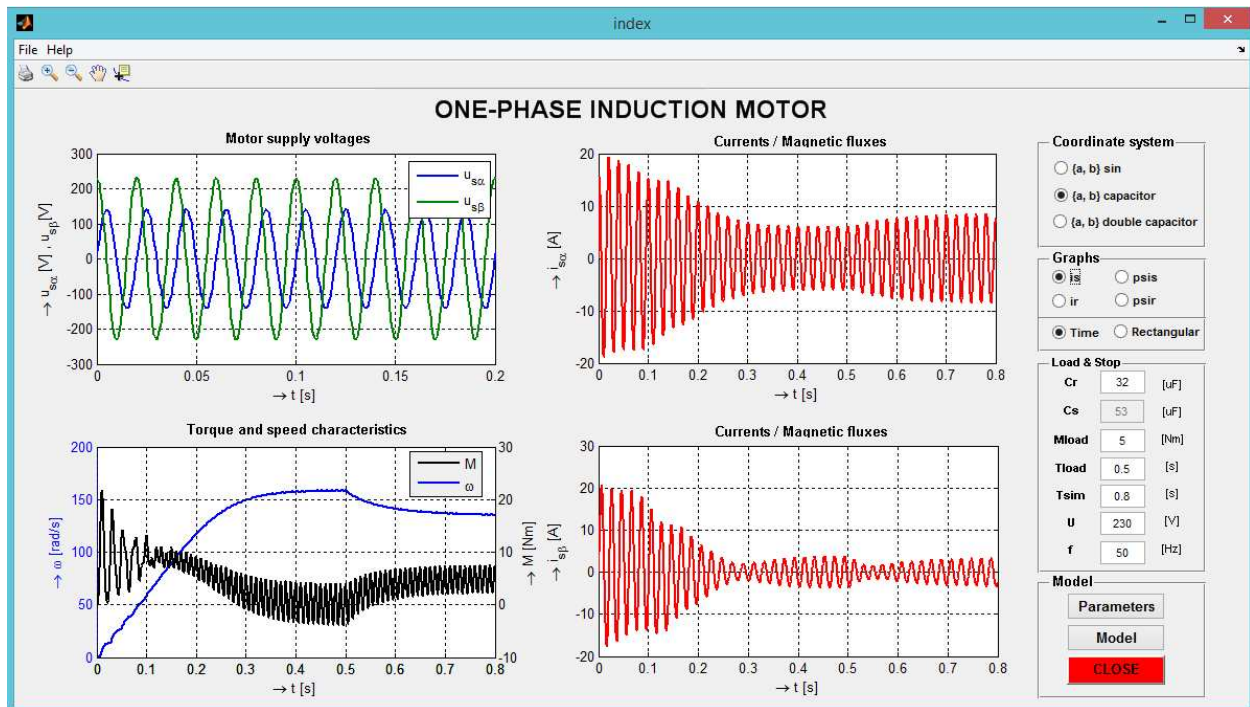 index
File Help
ONE-PHASE INDUCTION MOTOR
Motor supply voltages
300
200
100
0
-100
-200
-300
→ u_sα [V] , u_sβ [V]
u_sα
u_sβ
0 0.05 0.1 0.15 0.2
→ t [s]
Currents / Magnetic fluxes
20
10
0
-10
-20
→ i_sα [A]
0 0.1 0.2 0.3 0.4 0.5 0.6 0.7 0.8
→ t [s]
Torque and speed characteristics
200
150
100
50
0
→ ω [rad/s]
M
ω
30
20
10
0
-10
→ M [Nm]
0 0.1 0.2 0.3 0.4 0.5 0.6 0.7 0.8
→ t [s]
Currents / Magnetic fluxes
30
20
10
0
-10
-20
→ i_sβ [A]
0 0.1 0.2 0.3 0.4 0.5 0.6 0.7 0.8
→ t [s]
Coordinate system
{a, b} sin
{a, b} capacitor
{a, b} double capacitor
Graphs
is psis
ir psir
Time Rectangular
Load & Stop
Cr 32 [uF]
Cs 53 [uF]
Mload 5 [Nm]
Tload 0.5 [s]
Tsim 0.8 [s]
U 230 [V]
f 50 [Hz]
Model
Parameters
Model
CLOSE